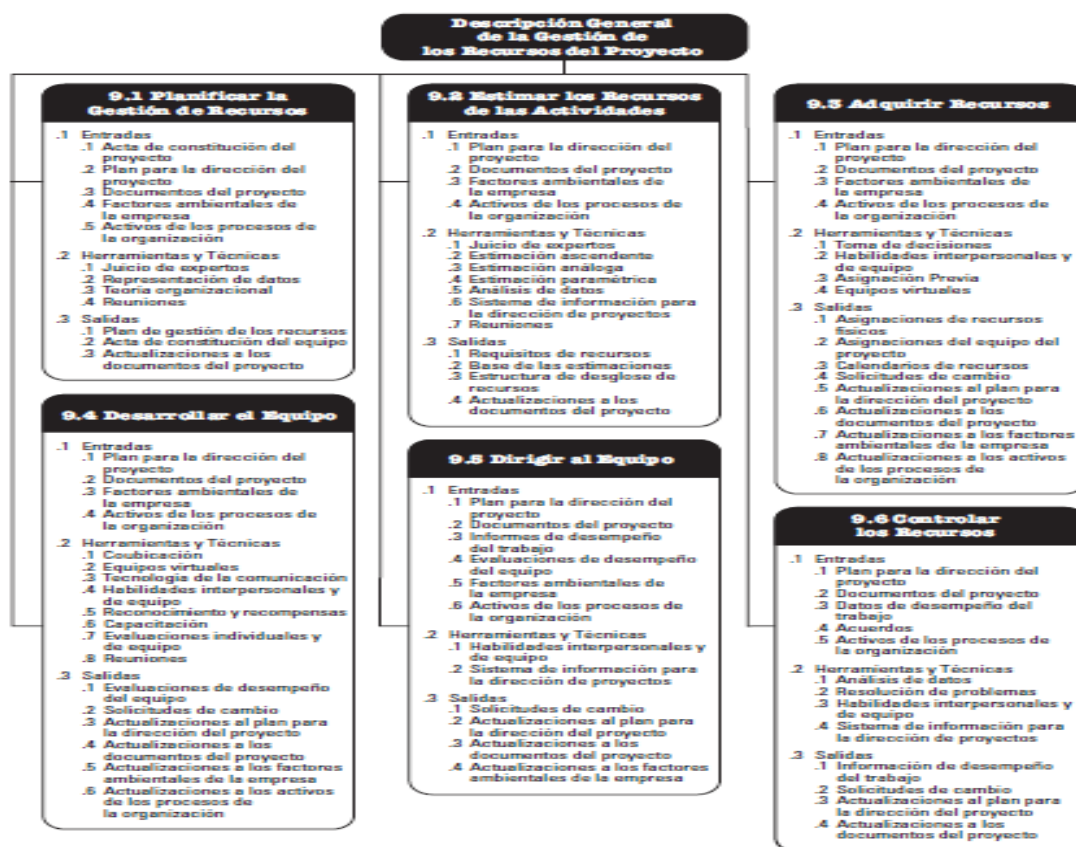 Descripción General
de la Gestión de
los Recursos del Proyecto
9.1 Planificar la
Gestión de Recursos
.1 Entradas
.1 Acta de constitución del
proyecto
.2 Plan para la dirección del
proyecto
.3 Documentos del proyecto
.4 Factores ambientales de
la empresa
.5 Activos de los procesos de
la organización
.2 Herramientas y Técnicas
.1 Juicio de expertos
.2 Representación de datos
.3 Teoría organizacional
.4 Reuniones
.3 Salidas
.1 Plan de gestión de los recursos
.2 Acta de constitución del equipo
.3 Actualizaciones a los
documentos del proyecto
9.2 Estimar los Recursos
de las Actividades
.1 Entradas
.1 Plan para la dirección del
proyecto
.2 Documentos del proyecto
.3 Factores ambientales de
la empresa
.4 Activos de los procesos de
la organización
.2 Herramientas y Técnicas
.1 Juicio de expertos
.2 Estimación ascendente
.3 Estimación análoga
.4 Estimación paramétrica
.5 Análisis de datos
.6 Sistema de información para
la dirección de proyectos
.7 Reuniones
.3 Salidas
.1 Requisitos de recursos
.2 Base de las estimaciones
.3 Estructura de desglose de
recursos
.4 Actualizaciones a los
documentos del proyecto
9.3 Adquirir Recursos
.1 Entradas
.1 Plan para la dirección del
proyecto
.2 Documentos del proyecto
.3 Factores ambientales de
la empresa
.4 Activos de los procesos de
la organización
.2 Herramientas y Técnicas
.1 Toma de decisiones
.2 Habilidades interpersonales y
de equipo
.3 Asignación Previa
.4 Equipos virtuales
.3 Salidas
.1 Asignaciones de recursos
físicos
.2 Asignaciones del equipo del
proyecto
.3 Calendarios de recursos
.4 Solicitudes de cambio
.5 Actualizaciones al plan para
la dirección del proyecto
.6 Actualizaciones a los
documentos del proyecto
.7 Actualizaciones a los factores
ambientales de la empresa
.8 Actualizaciones a los activos
de los procesos de
la organización
9.4 Desarrollar el Equipo
.1 Entradas
.1 Plan para la dirección del
proyecto
.2 Documentos del proyecto
.3 Factores ambientales de
la empresa
.4 Activos de los procesos de
la organización
.2 Herramientas y Técnicas
.1 Coubicación
.2 Equipos virtuales
.3 Tecnología de la comunicación
.4 Habilidades interpersonales y
de equipo
.5 Reconocimiento y recompensas
.6 Capacitación
.7 Evaluaciones individuales y
de equipo
.8 Reuniones
.3 Salidas
.1 Evaluaciones de desempeño
del equipo
.2 Solicitudes de cambio
.3 Actualizaciones al plan para
la dirección del proyecto
.4 Actualizaciones a los
documentos del proyecto
.5 Actualizaciones a los factores
ambientales de la empresa
.6 Actualizaciones a los activos
de los procesos de
la organización
9.5 Dirigir al Equipo
.1 Entradas
.1 Plan para la dirección del
proyecto
.2 Documentos del proyecto
.3 Informes de desempeño
del trabajo
.4 Evaluaciones de desempeño
del equipo
.5 Factores ambientales de
la empresa
.6 Activos de los procesos de
la organización
.2 Herramientas y Técnicas
.1 Habilidades interpersonales y
de equipo
.2 Sistema de información para
la dirección de proyectos
.3 Salidas
.1 Solicitudes de cambio
.2 Actualizaciones al plan para
la dirección del proyecto
.3 Actualizaciones a los
documentos del proyecto
.4 Actualizaciones a los factores
ambientales de la empresa
9.6 Controlar
los Recursos
.1 Entradas
.1 Plan para la dirección del
proyecto
.2 Documentos del proyecto
.3 Datos de desempeño del
trabajo
.4 Acuerdos
.5 Activos de los procesos de
la organización
.2 Herramientas y Técnicas
.1 Análisis de datos
.2 Resolución de problemas
.3 Habilidades interpersonales y
de equipo
.4 Sistema de información para
la dirección de proyectos
.3 Salidas
.1 Información de desempeño
del trabajo
.2 Solicitudes de cambio
.3 Actualizaciones al plan para
la dirección del proyecto
.4 Actualizaciones a los
documentos del proyecto